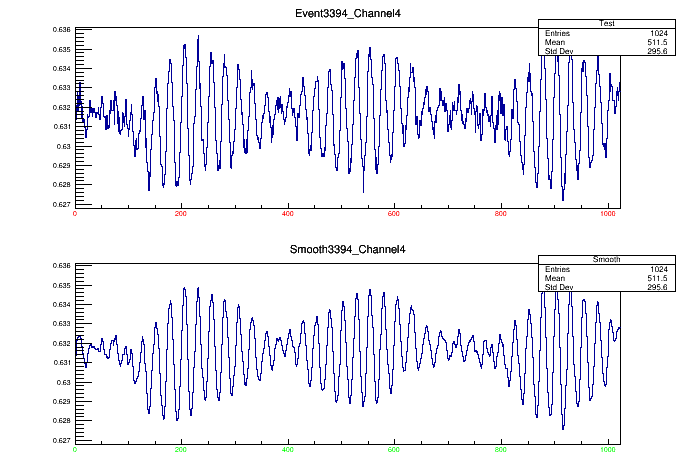 Event3394_Channel4
Test
Entries 1024
Mean 511.5
Std Dev 295.6
0.636
0.635
0.634
0.633
0.632
0.631
0.63
0.629
0.628
0.627
0 200 400 600 800 1000
Smooth3394_Channel4
Smooth
Entries 1024
Mean 511.5
Std Dev 295.6
0.636
0.635
0.634
0.633
0.632
0.631
0.63
0.629
0.628
0.627
0 200 400 600 800 1000